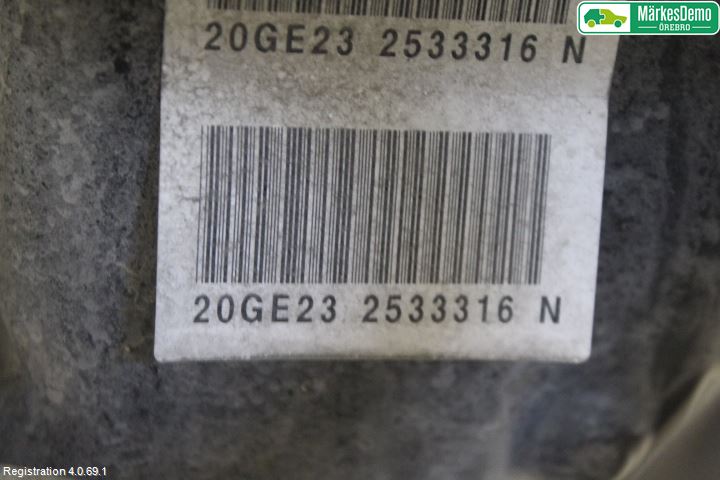 MärkesDemo
ÖREBRO
20GE23 2533316 N
20GE23 2533316 N
Registration 4.0.69.1